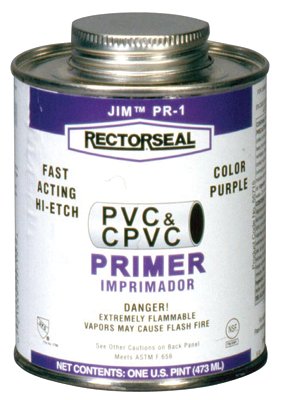 JIM™ PR-1
RECTORSEAL
FAST
ACTING
HI-ETCH
COLOR
PURPLE
PVC &
CPVC
PRIMER
IMPRIMADOR
DANGER!
EXTREMELY FLAMMABLE
VAPORS MAY CAUSE FLASH FIRE
See Other Cautions on Back Panel
Meets ASTM F 656
NSF
NET CONTENTS: ONE U.S. PINT (473 ML)